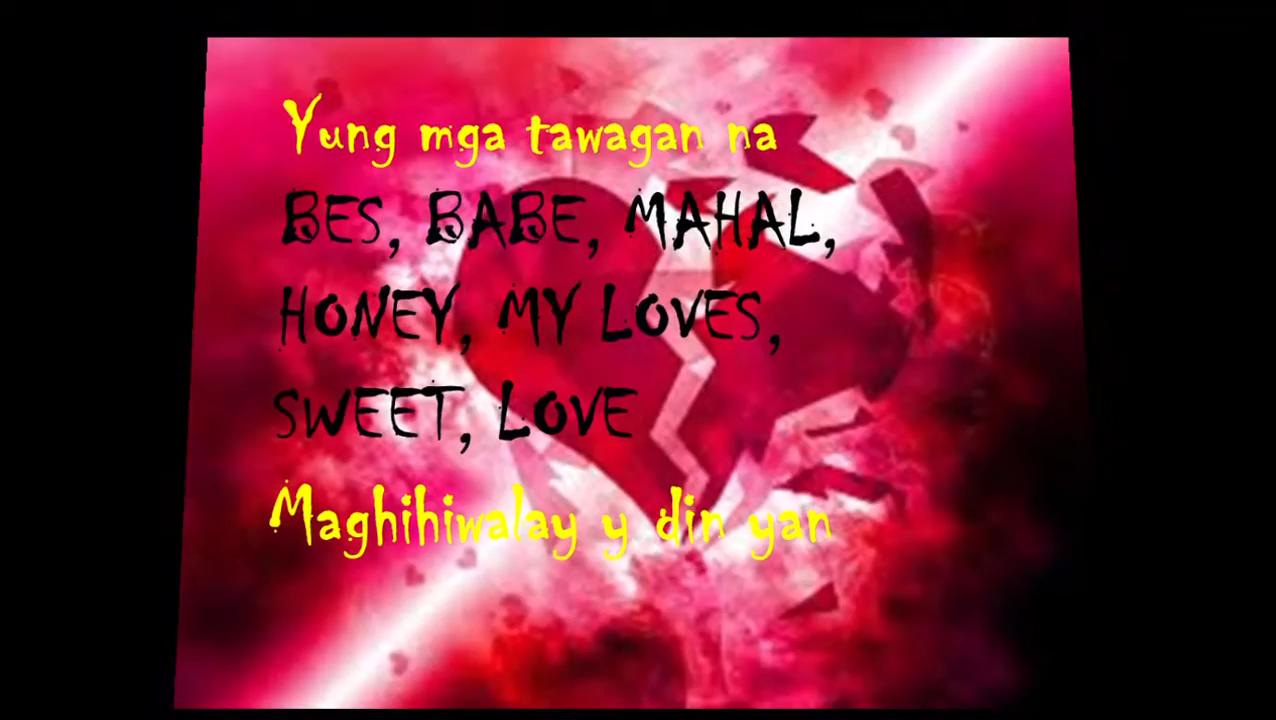 Yung mga tawagan na
BES, BABE, MAHAL,
HONEY, MY LOVES,
SWEET, LOVE
Maghihiwalay y din yan